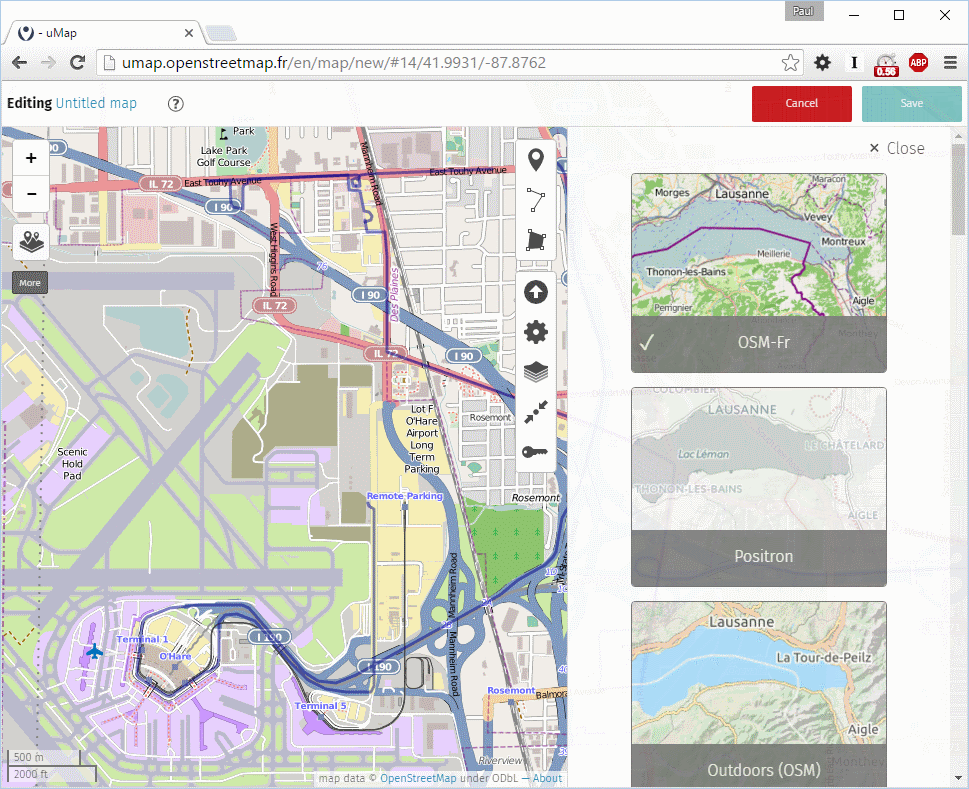 Paul
- uMap
umap.openstreetmap.fr/en/map/new/#14/41.9931/-87.8762
I
0.56
ABP
Editing Untitled map
?
Cancel
Save
Close
+
−
More
Park
Lake Park
Golf Course
East Touhy Avenue
East Touhy Avenue
IL 72
I 90
Mannheim Road
West Higgins Road
IL 72
I 90
Des Plaines
IL 72
I 90
Rosemont
Lot F
O'Hare
Airport
Long
Term
Parking
Scenic
Hold
Pad
Remote Parking
Rosemont
Mannheim Road
Mannheim Road
Terminal 1
O'Hare
I 190
I 190
Terminal 5
Rosemont
Balmora
Riverview
500 m
2000 ft
map data © OpenStreetMap under ODbL — About
Morges
Lausanne
Maracon
Vevey
Montreux
Meillerie
Thonon-les-Bains
Perrignier
Aigle
Monthey
OSM-Fr
COLOMBIER
LAUSANNE
LE CHÂTELARD
Lac Léman
THONON-LES-BAINS
AIGLE
Positron
Lausanne
La Tour-de-Peilz
Aigle
Outdoors (OSM)